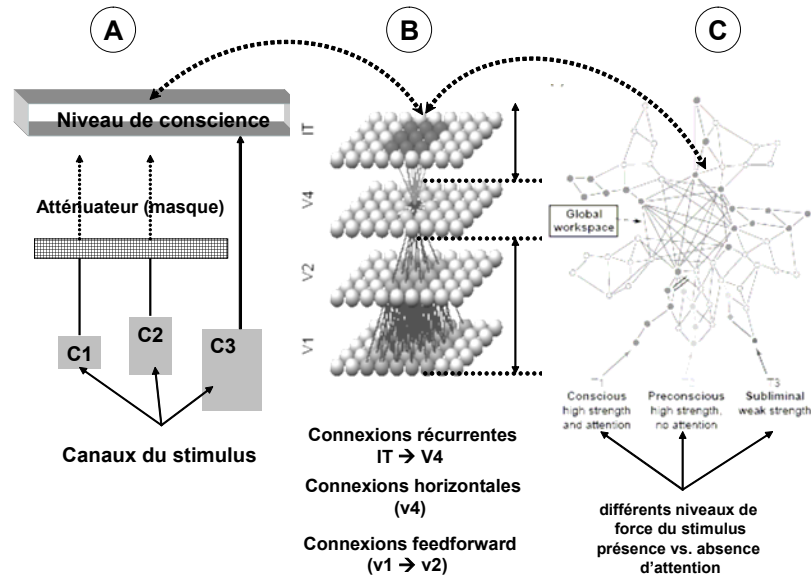 A
Niveau de conscience
Atténuateur (masque)
C1
C2
C3
Canaux du stimulus
B
IT
V4
V2
V1
Connexions récurrentes
IT → V4
Connexions horizontales
(v4)
Connexions feedforward
(v1 → v2)
C
Global
workspace
T1
Conscious
high strength
and attention
Preconscious
high strength,
no attention
T3
Subliminal
weak strength
différents niveaux de
force du stimulus
présence vs. absence
d’attention